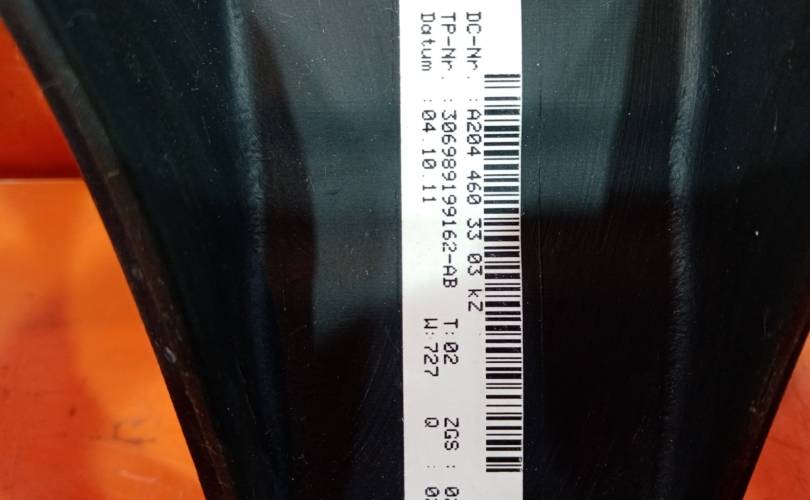 DC-Nr. :A204 460 33 03 kZ
TP-Nr. :306989199162-AB T:02 ZGS :
Datum :04.10.11 W:727 Q :